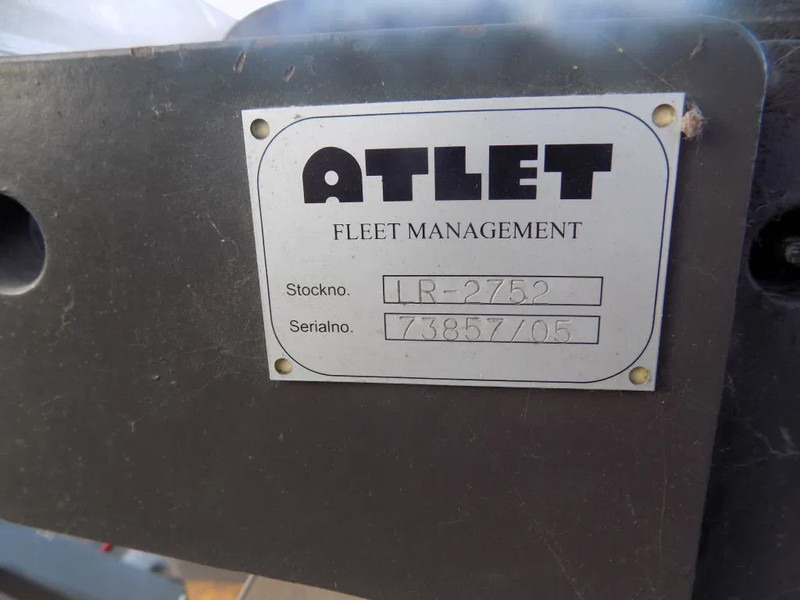 ATLET
FLEET MANAGEMENT
Stockno. LR-2752
Serialno. 73857/05